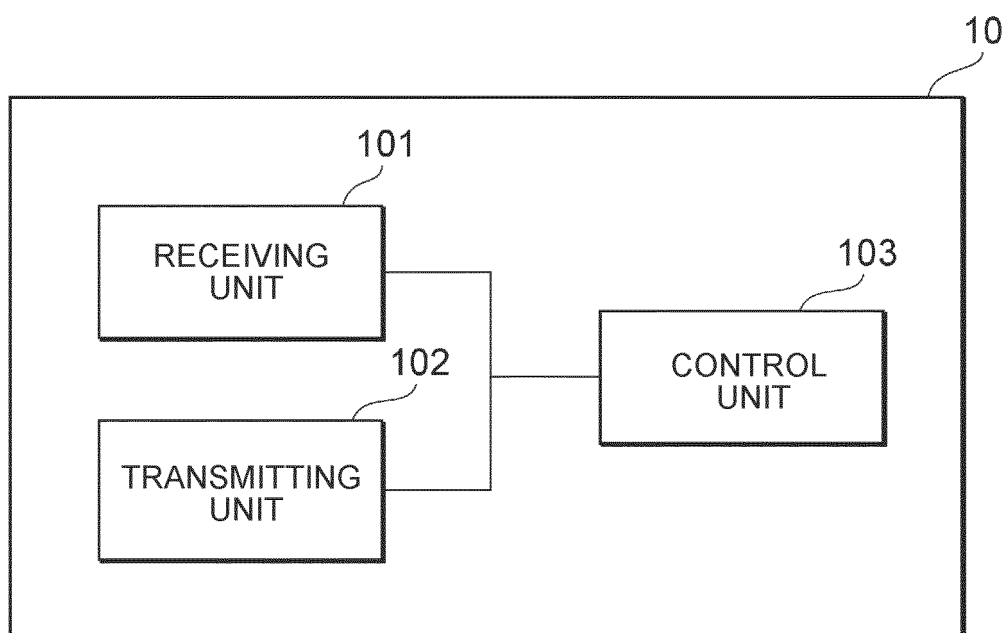 10
101
RECEIVING
UNIT
103
CONTROL
UNIT
102
TRANSMITTING
UNIT